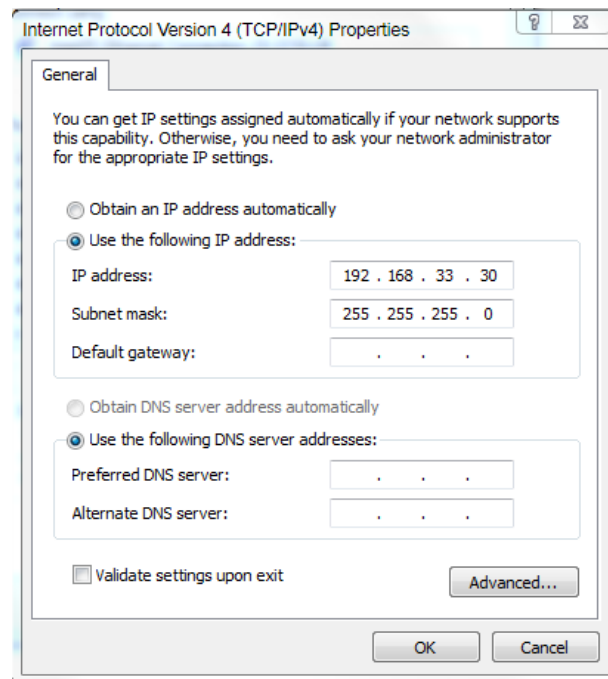 Internet Protocol Version 4 (TCP/IPv4) Properties
?
General
You can get IP settings assigned automatically if your network supports
this capability. Otherwise, you need to ask your network administrator
for the appropriate IP settings.
Obtain an IP address automatically
Use the following IP address:
IP address: 192 . 168 . 33 . 30
Subnet mask: 255 . 255 . 255 . 0
Default gateway: . . .
Obtain DNS server address automatically
Use the following DNS server addresses:
Preferred DNS server: . . .
Alternate DNS server: . . .
Validate settings upon exit
Advanced...
OK Cancel